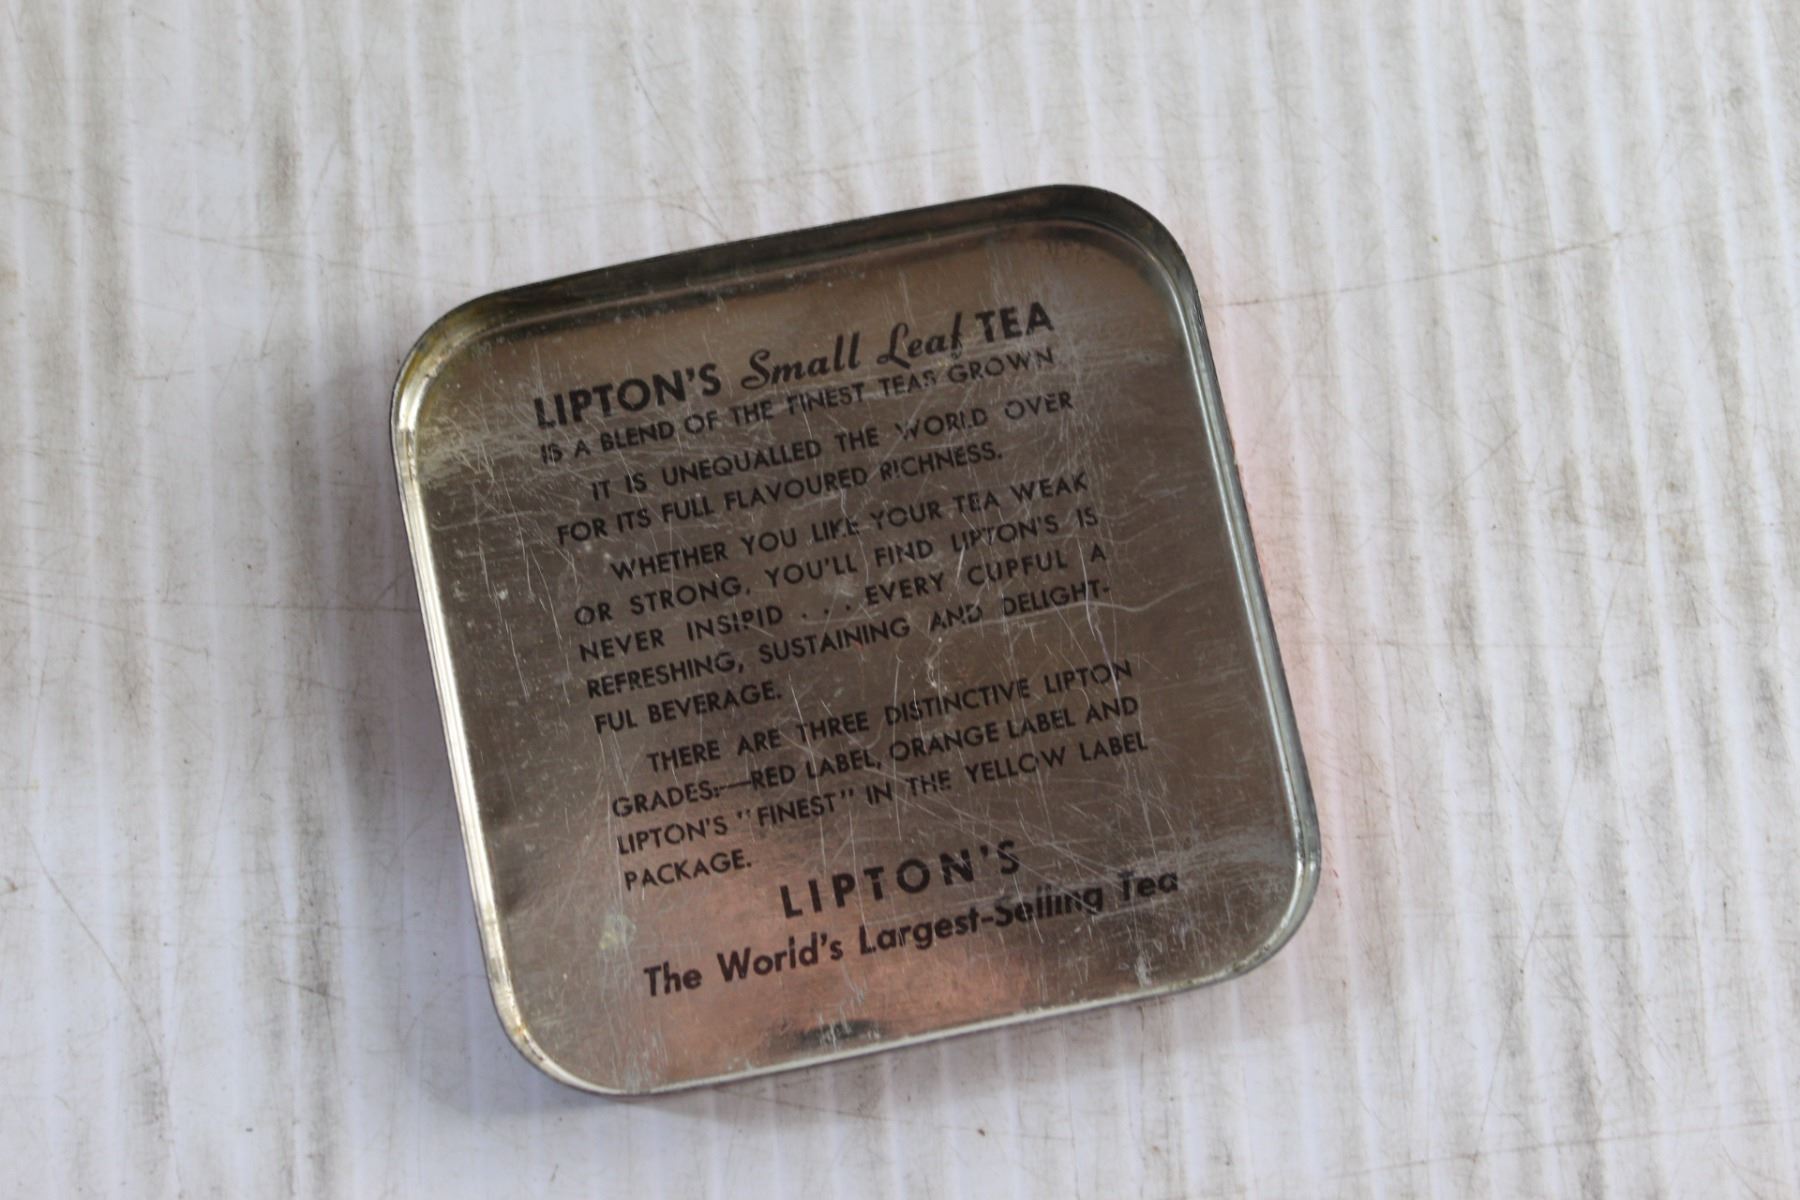 LIPTON'S Small Leaf TEA
IS A BLEND OF THE FINEST TEAS GROWN
IT IS UNEQUALLED THE WORLD OVER
FOR ITS FULL FLAVOURED RICHNESS.
WHETHER YOU LIKE YOUR TEA WEAK
OR STRONG, YOU'LL FIND LIPTON'S IS
NEVER INSIPID . . . EVERY CUPFUL A
REFRESHING, SUSTAINING AND DELIGHT-
FUL BEVERAGE.
THERE ARE THREE DISTINCTIVE LIPTON
GRADES:—RED LABEL, ORANGE LABEL AND
LIPTON'S "FINEST" IN THE YELLOW LABEL
PACKAGE.
LIPTON'S
The World's Largest-Selling Tea